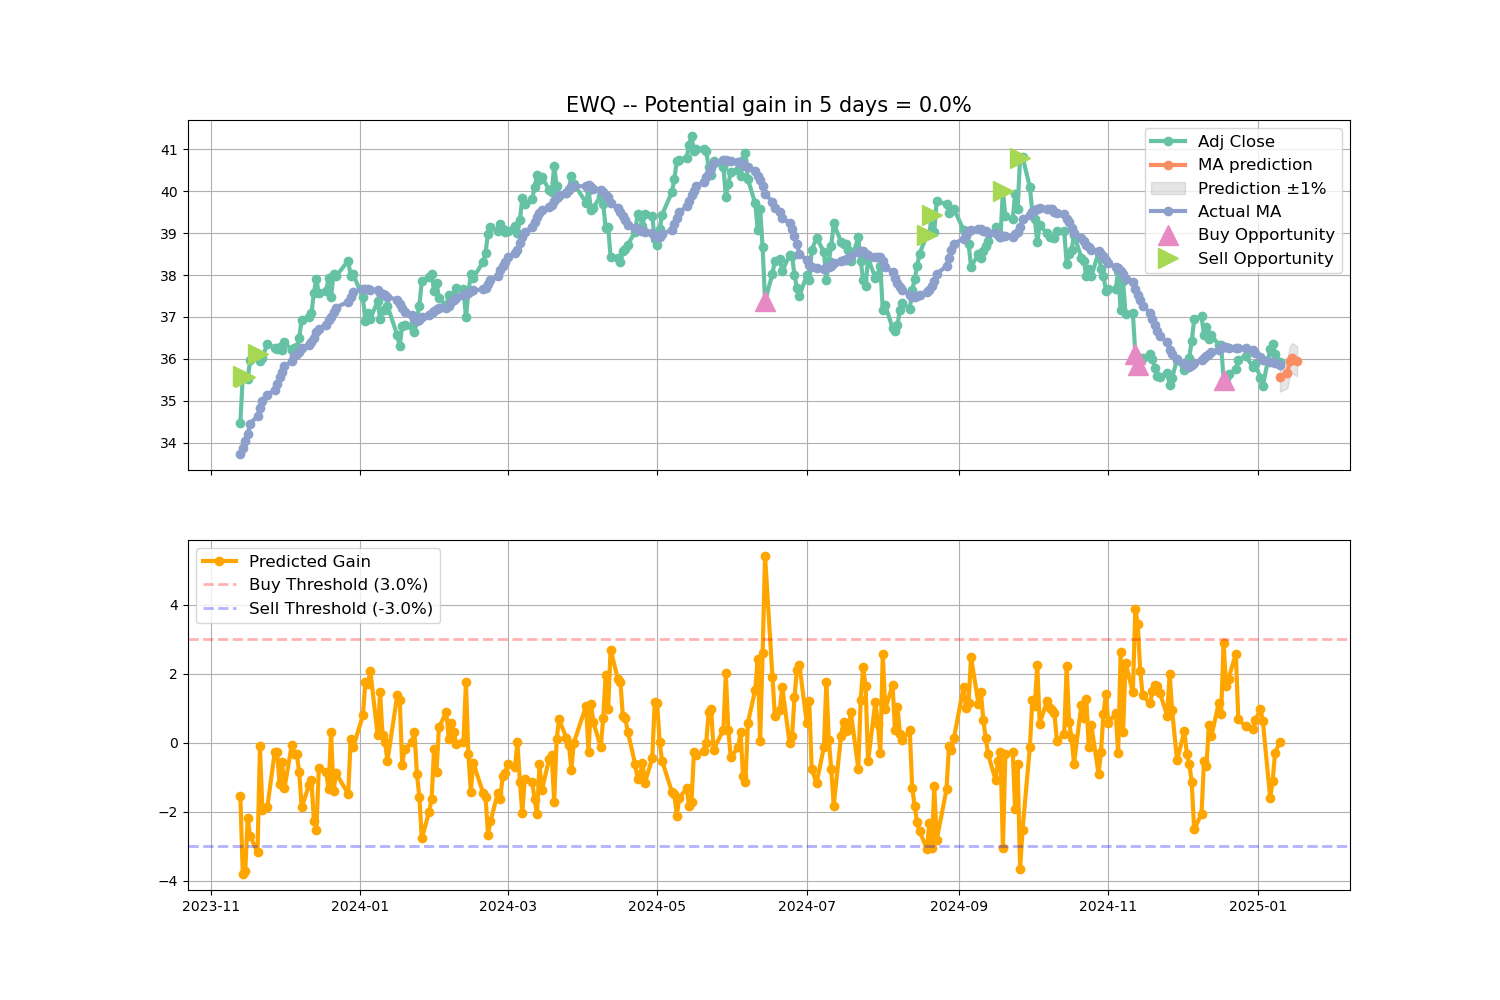 EWQ -- Potential gain in 5 days = 0.0%
41
40
39
38
37
36
35
34
Adj Close
MA prediction
Prediction ±1%
Actual MA
Buy Opportunity
Sell Opportunity
4
2
0
−2
−4
Predicted Gain
Buy Threshold (3.0%)
Sell Threshold (-3.0%)
2023-11 2024-01 2024-03 2024-05 2024-07 2024-09 2024-11 2025-01